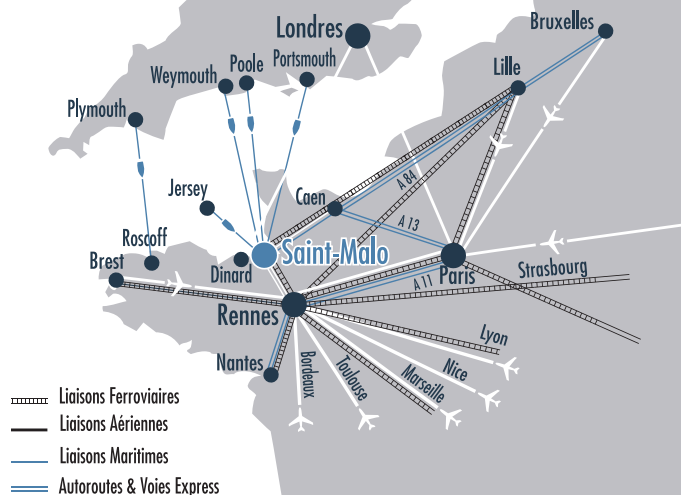 Londres
Bruxelles
Weymouth
Poole
Portsmouth
Lille
Plymouth
Jersey
Caen
A 84
A 13
Roscoff
Saint-Malo
Brest
Dinard
Paris
Strasbourg
A 11
Rennes
Lyon
Nantes
Bordeaux
Toulouse
Marseille
Nice
Liaisons Ferroviaires
Liaisons Aériennes
Liaisons Maritimes
Autoroutes & Voies Express